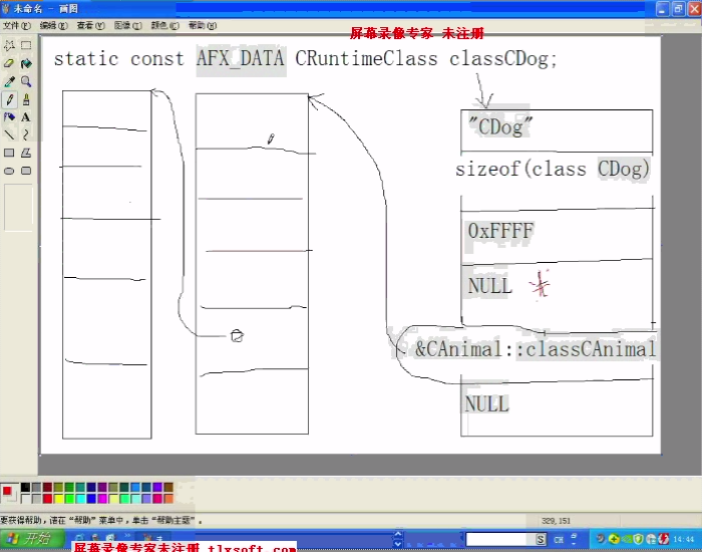 未命名 - 画图
文件(F) 编辑(E) 查看(V) 图像(I) 颜色(C) 帮助(H)
屏幕录像专家 未注册
static const AFX_DATA CRuntimeClass classCDog;
"CDog"
sizeof(class CDog)
0xFFFF
NULL
&CAnimal::classCAnimal
NULL
要获得帮助，请在“帮助”菜单中，单击“帮助主题”。
329,151
开始
S
14:44
屏幕录像专家未注册 tlxsoft.com